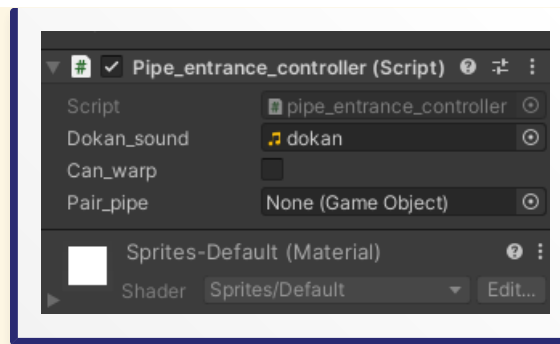 Pipe_entrance_controller (Script)
Script pipe_entrance_controller
Dokan_sound dokan
Can_warp
Pair_pipe None (Game Object)
Sprites-Default (Material)
Shader Sprites/Default Edit...